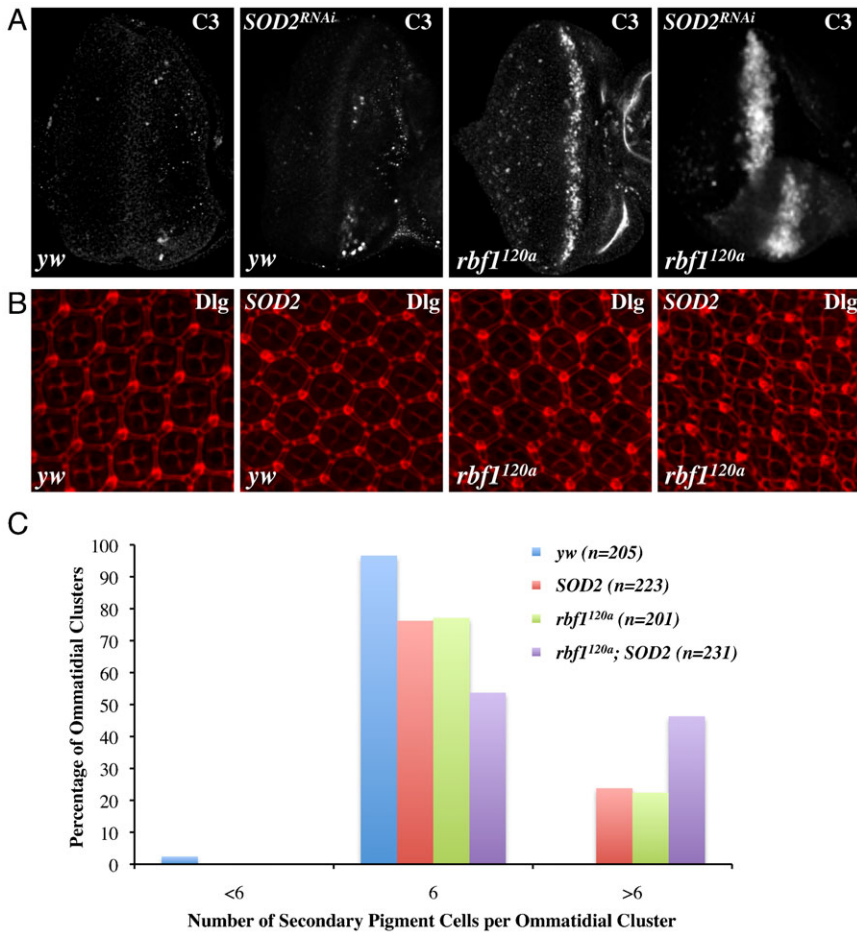 A
C3
yw
SOD2RNAi C3
yw
C3
rbf1120a
SOD2RNAi C3
rbf1120a
B
Dlg
yw
SOD2 Dlg
yw
Dlg
rbf1120a
SOD2 Dlg
rbf1120a
C
Percentage of Ommatidial Clusters
100
90
80
70
60
50
40
30
20
10
0
yw (n=205)
SOD2 (n=223)
rbf1120a (n=201)
rbf1120a; SOD2 (n=231)
<6 6 >6
Number of Secondary Pigment Cells per Ommatidial Cluster